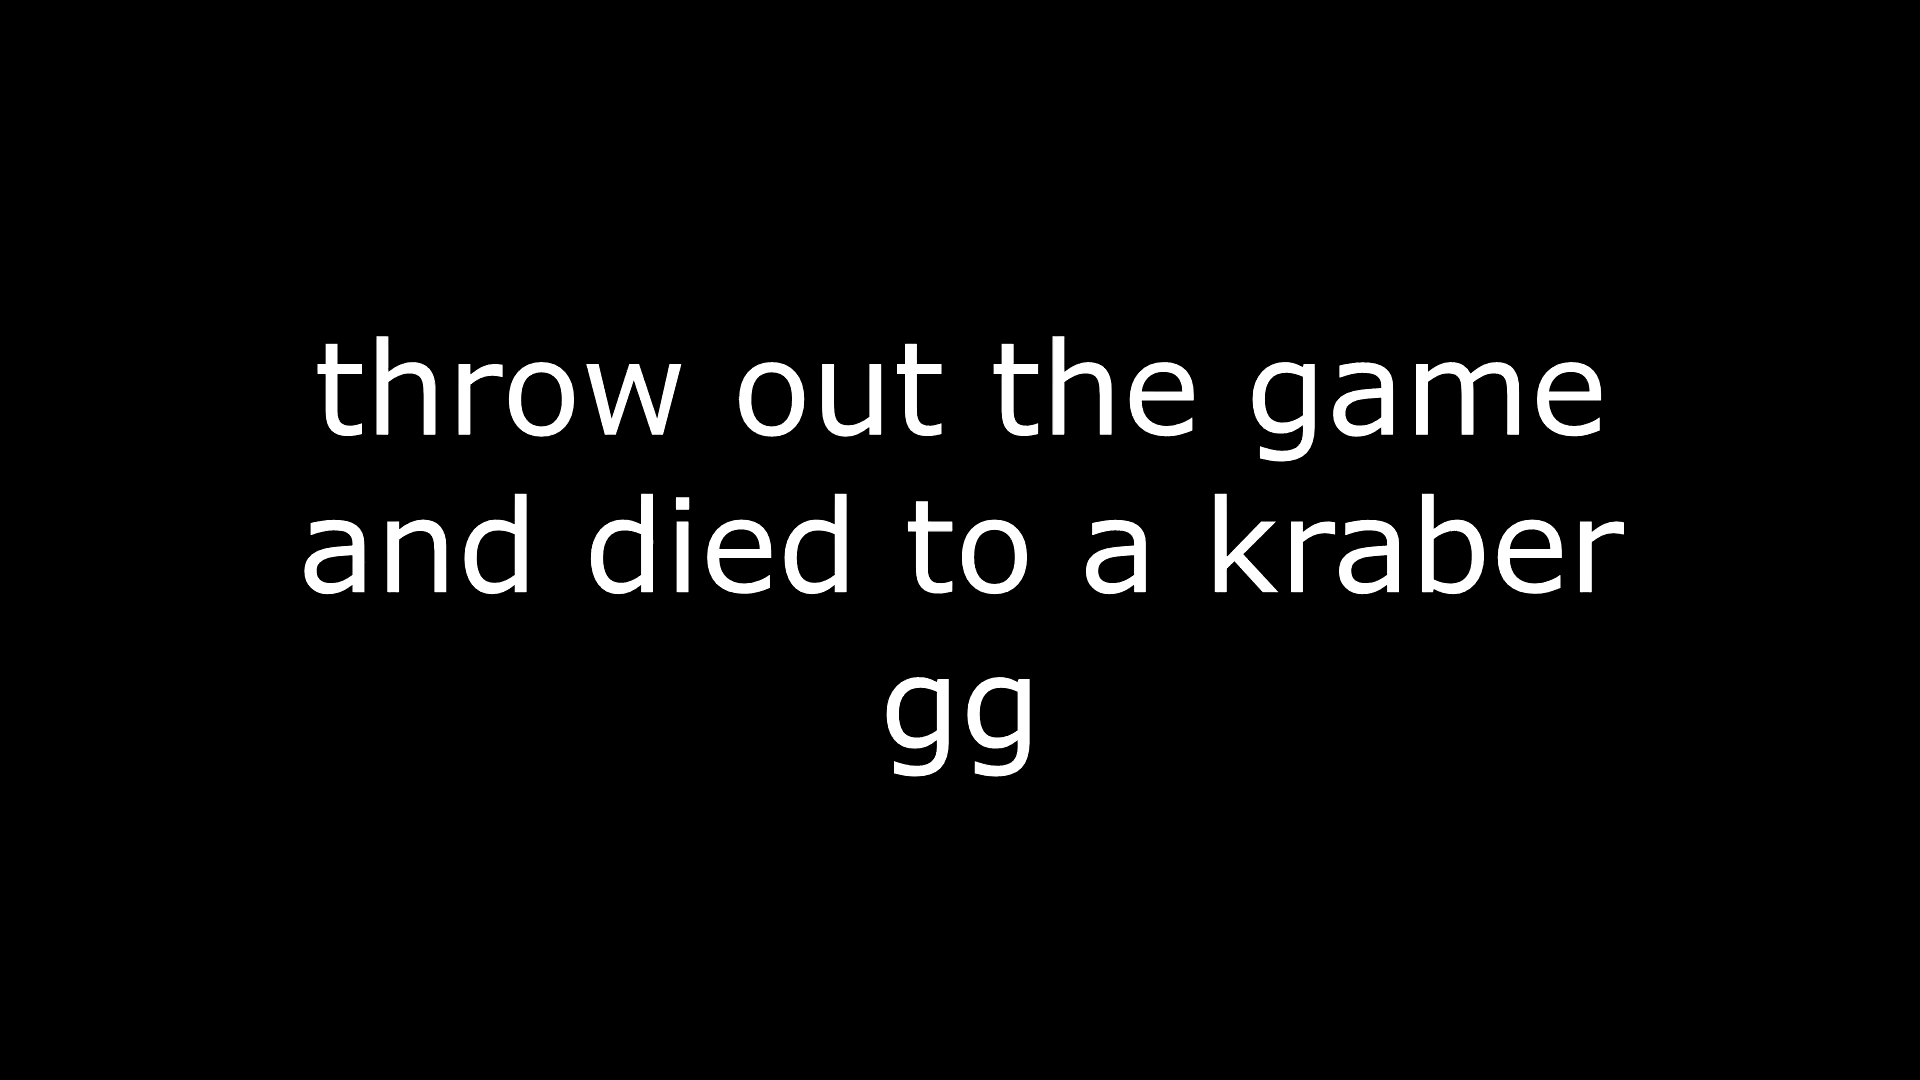 throw out the game
and died to a kraber
gg